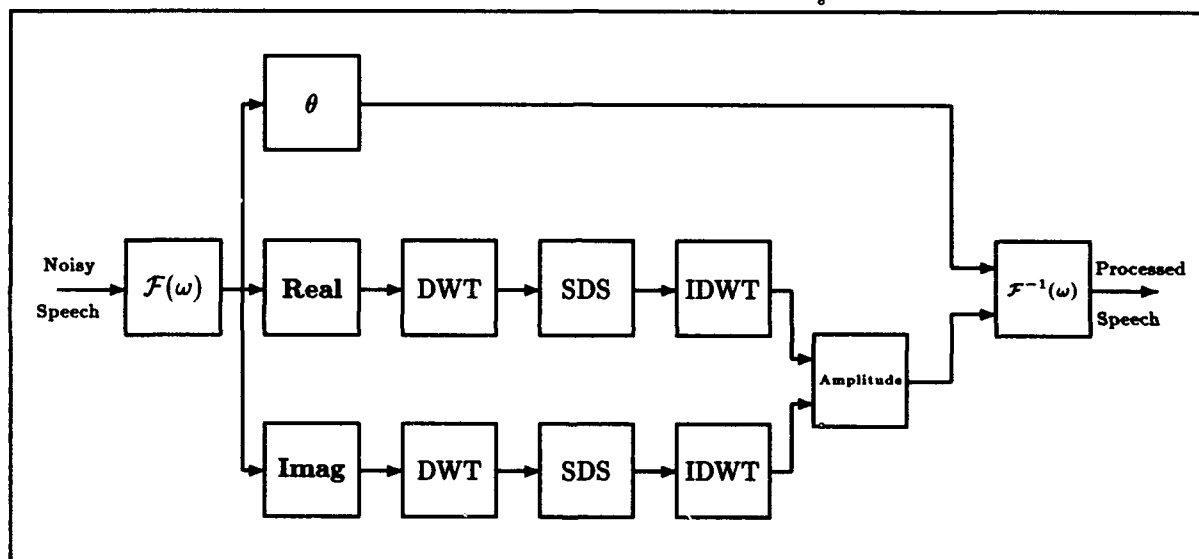 θ
Noisy
Speech
F(ω)
Real
DWT
SDS
IDWT
Amplitude
F⁻¹(ω)
Processed
Speech
Imag
DWT
SDS
IDWT